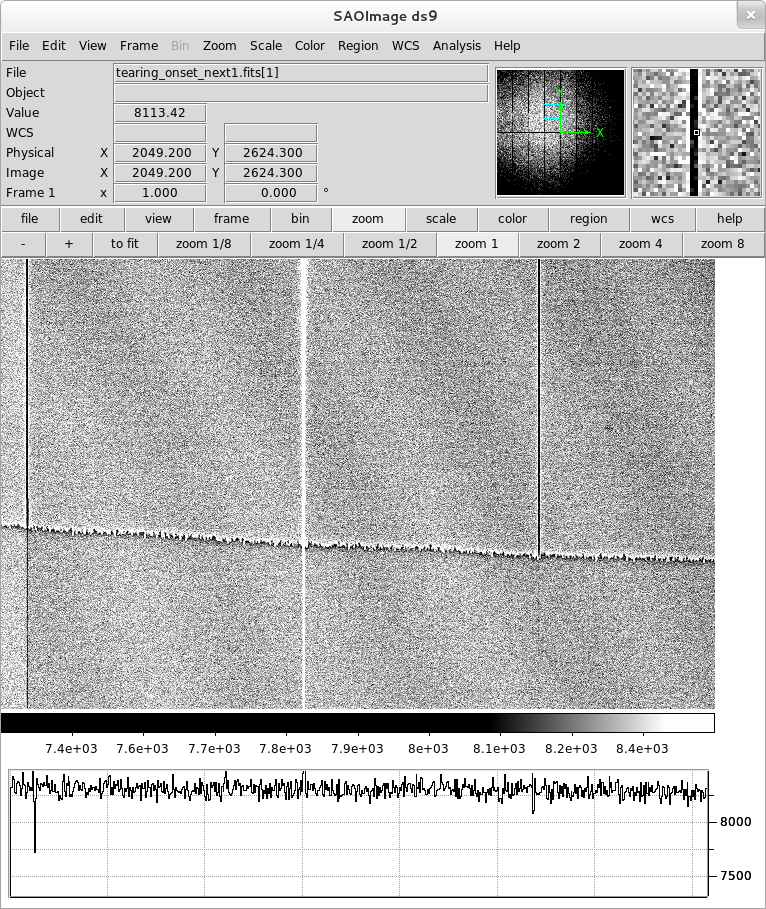 SAOImage ds9
File Edit View Frame Bin Zoom Scale Color Region WCS Analysis Help
File tearing_onset_next1.fits[1]
Object
Value 8113.42
WCS
Physical X 2049.200 Y 2624.300
Image X 2049.200 Y 2624.300
Frame 1 x 1.000 0.000 °
X
file edit view frame bin zoom scale color region wcs help
- + to fit zoom 1/8 zoom 1/4 zoom 1/2 zoom 1 zoom 2 zoom 4 zoom 8
7.4e+03 7.6e+03 7.7e+03 7.8e+03 7.9e+03 8e+03 8.1e+03 8.2e+03 8.4e+03
8000
7500